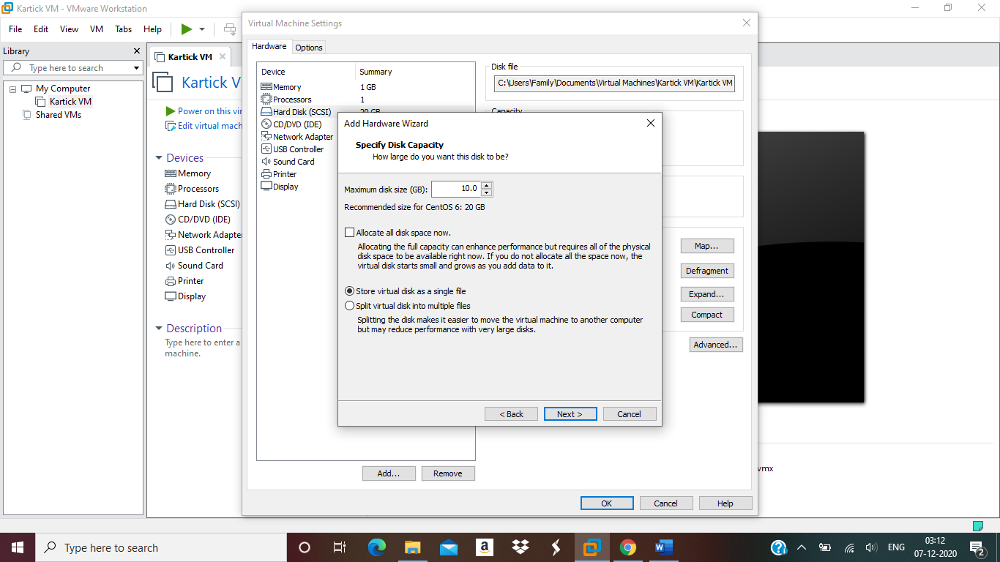 Kartick VM - VMware Workstation
File Edit View VM Tabs Help
Library
Type here to search
My Computer
Kartick VM
Shared VMs
Kartick VM
Kartick V
Power on this vir
Edit virtual mach
Devices
Memory
Processors
Hard Disk (SCSI)
CD/DVD (IDE)
Network Adapte
USB Controller
Sound Card
Printer
Display
Description
Type here to enter a
machine.
Virtual Machine Settings
Hardware Options
Device Summary
Memory 1 GB
Processors 1
Hard Disk (SCSI) 20 GB
CD/DVD (IDE)
Network Adapter
USB Controller
Sound Card
Printer
Display
Add... Remove
Disk file
C:\Users\Family\Documents\Virtual Machines\Kartick VM\Kartick VM
Capacity
Map...
Defragment
Expand...
Compact
Advanced...
OK Cancel Help
Add Hardware Wizard
Specify Disk Capacity
How large do you want this disk to be?
Maximum disk size (GB): 10.0
Recommended size for CentOS 6: 20 GB
Allocate all disk space now.
Allocating the full capacity can enhance performance but requires all of the physical
disk space to be available right now. If you do not allocate all the space now, the
virtual disk starts small and grows as you add data to it.
Store virtual disk as a single file
Split virtual disk into multiple files
Splitting the disk makes it easier to move the virtual machine to another computer
but may reduce performance with very large disks.
< Back Next > Cancel
vmx
Type here to search
ENG
03:12
07-12-2020
2